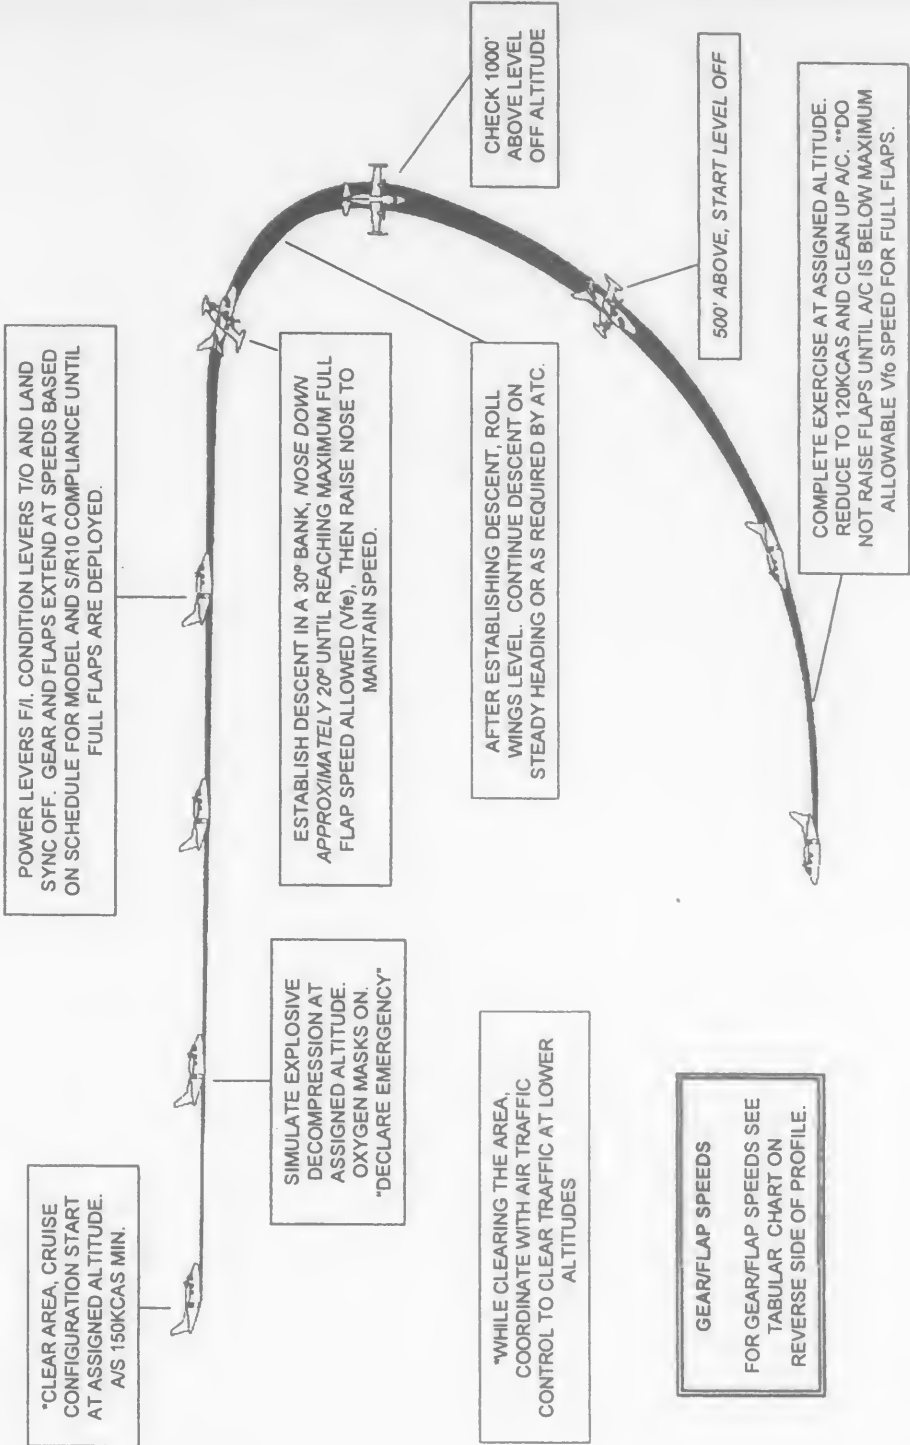 *CLEAR AREA, CRUISE
CONFIGURATION START
AT ASSIGNED ALTITUDE.
A/S 150KCAS MIN.
SIMULATE EXPLOSIVE
DECOMPRESSION AT
ASSIGNED ALTITUDE.
OXYGEN MASKS ON.
"DECLARE EMERGENCY"
POWER LEVERS F/I. CONDITION LEVERS T/O AND LAND
SYNC OFF. GEAR AND FLAPS EXTEND AT SPEEDS BASED
ON SCHEDULE FOR MODEL AND S/R10 COMPLIANCE UNTIL
FULL FLAPS ARE DEPLOYED.
ESTABLISH DESCENT IN A 30° BANK, NOSE DOWN
APPROXIMATELY 20° UNTIL REACHING MAXIMUM FULL
FLAP SPEED ALLOWED (Vfe), THEN RAISE NOSE TO
MAINTAIN SPEED.
CHECK 1000'
ABOVE LEVEL
OFF ALTITUDE
AFTER ESTABLISHING DESCENT, ROLL
WINGS LEVEL. CONTINUE DESCENT ON
STEADY HEADING OR AS REQUIRED BY ATC.
500' ABOVE, START LEVEL OFF
COMPLETE EXERCISE AT ASSIGNED ALTITUDE.
REDUCE TO 120KCAS AND CLEAN UP A/C. **DO
NOT RAISE FLAPS UNTIL A/C IS BELOW MAXIMUM
ALLOWABLE Vfo SPEED FOR FULL FLAPS.
*WHILE CLEARING THE AREA,
COORDINATE WITH AIR TRAFFIC
CONTROL TO CLEAR TRAFFIC AT LOWER
ALTITUDES
GEAR/FLAP SPEEDS
FOR GEAR/FLAP SPEEDS SEE
TABULAR CHART ON
REVERSE SIDE OF PROFILE.